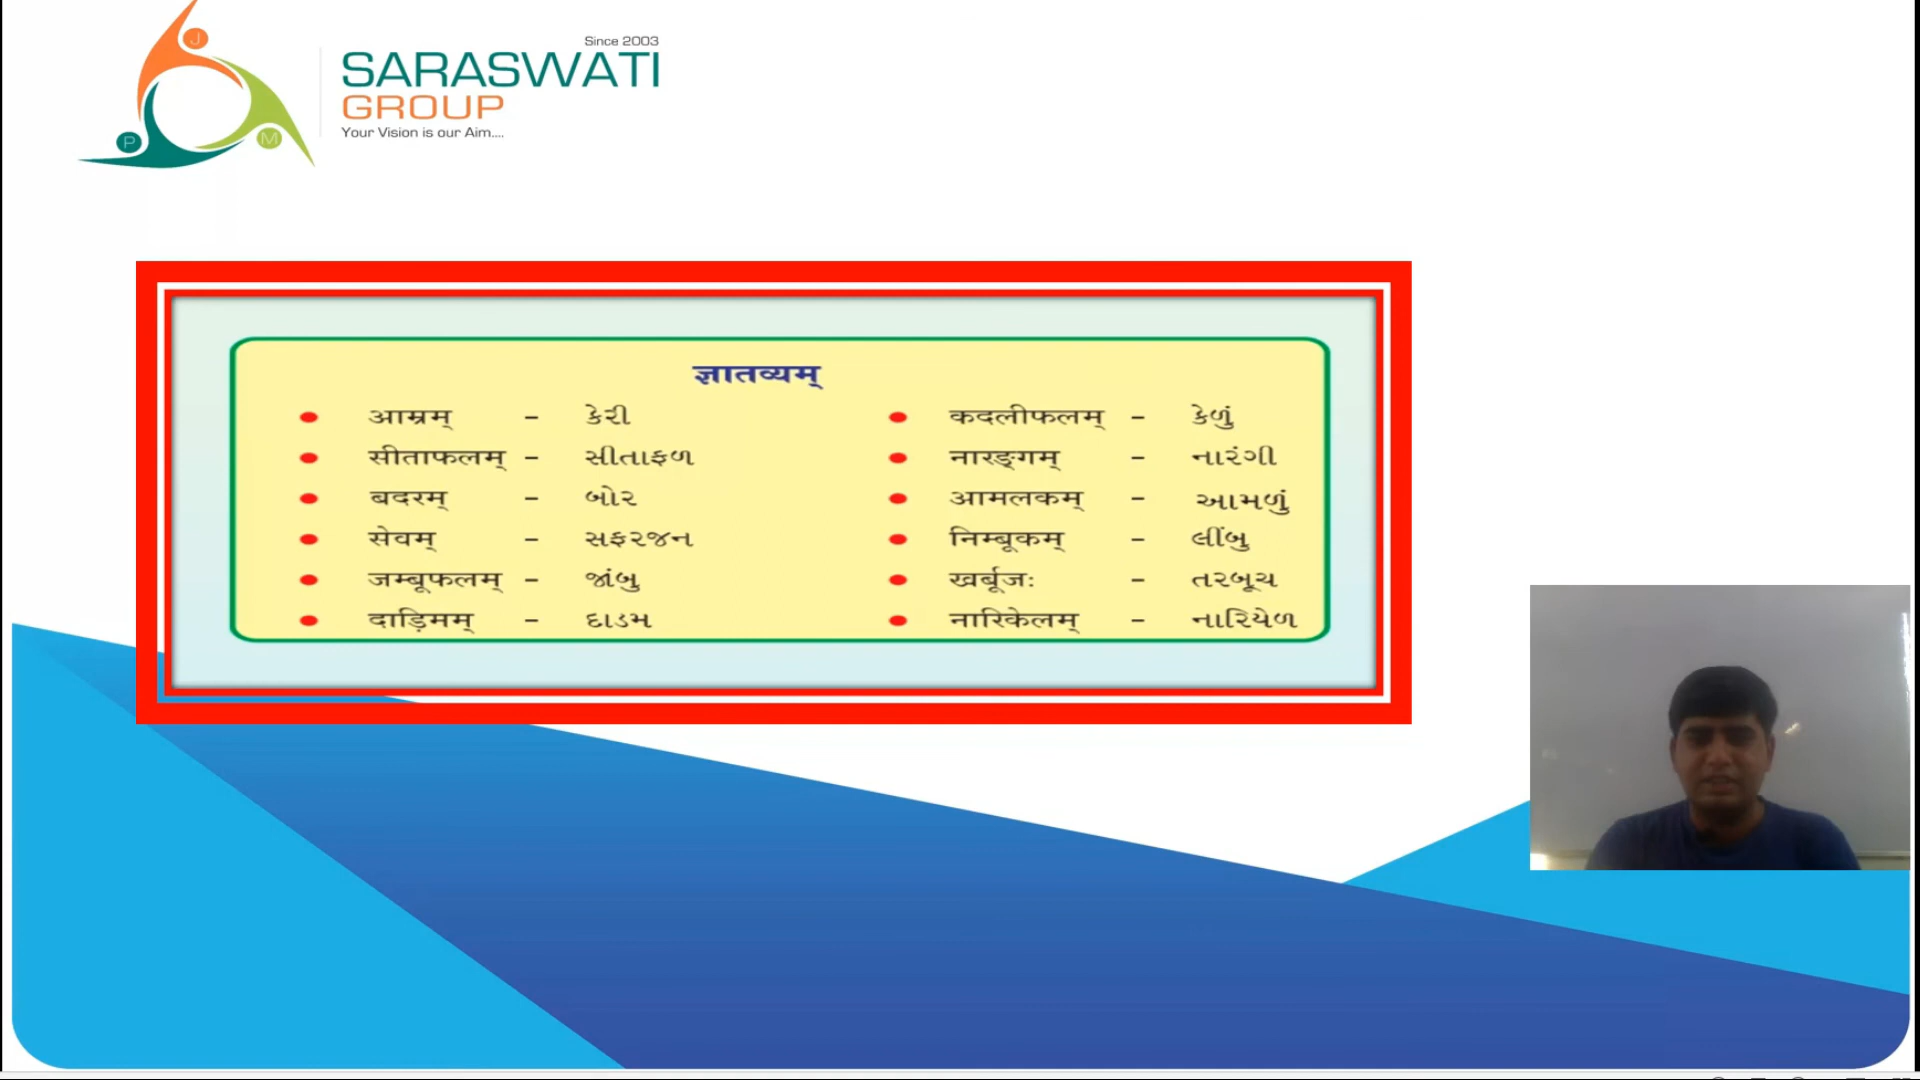 Since 2003
SARASWATI
GROUP
Your Vision is our Aim....
J
P
M
ज्ञातव्यम्
• आम्रम् - કેરી
• सीताफलम् - સીતાફળ
• बदरम् - બોર
• सेवम् - સફરજન
• जम्बूफलम् - જાંબુ
• दाड़िमम् - દાડમ
• कदलीफलम् - કેળું
• नारङ्गम् - નારંગી
• आमलकम् - આમળું
• निम्बूकम् - લીંબુ
• खर्बूजः - તરબૂચ
• नारिकेलम् - નારિયેળ